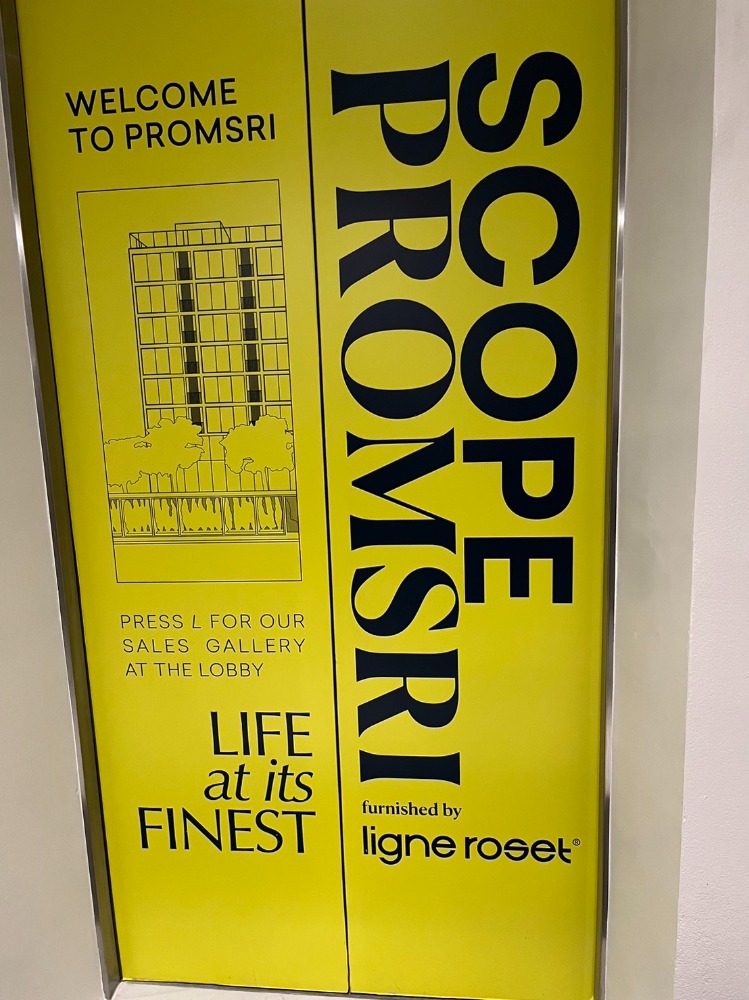 WELCOME
TO PROMSRI
PRESS L FOR OUR
SALES GALLERY
AT THE LOBBY
LIFE
at its
FINEST
SCOPE
PROMSRI
furnished by
ligne roset®